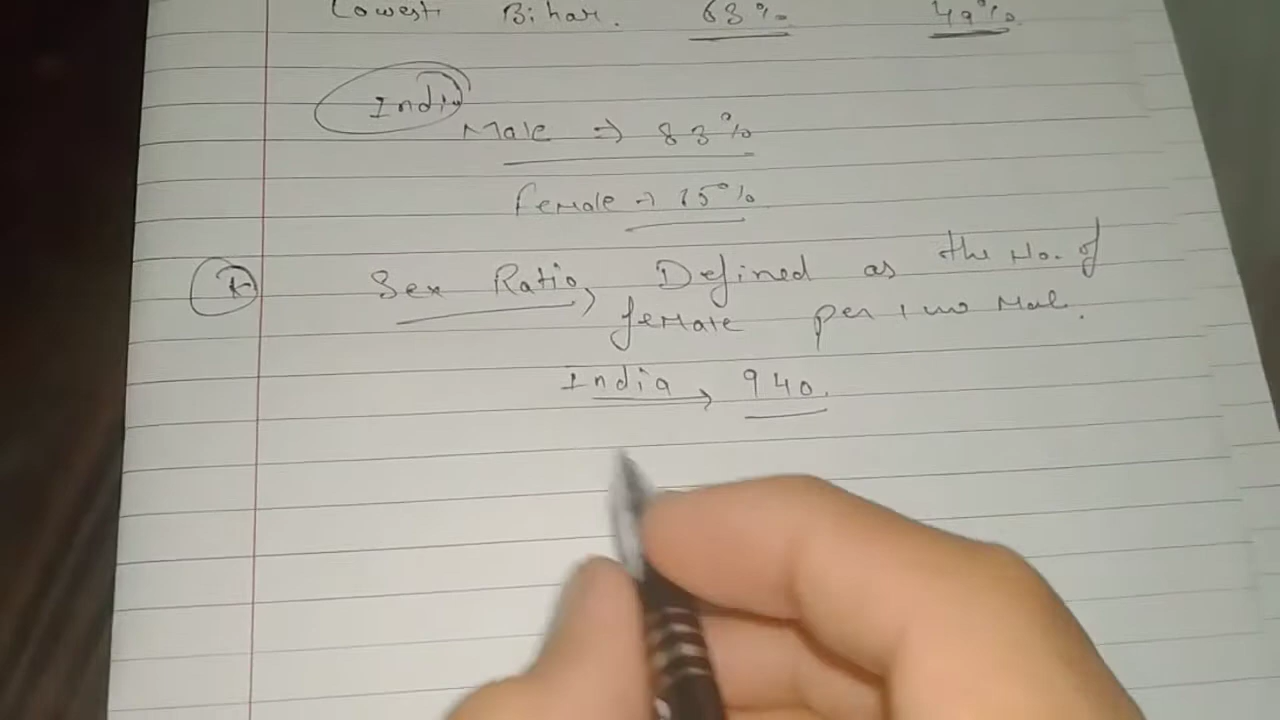 Lowest Bihar. 63% 49%.
India
Male => 83%
female → 75%
Sex Ratio, Defined as the No. of
female per Male.
India → 940.